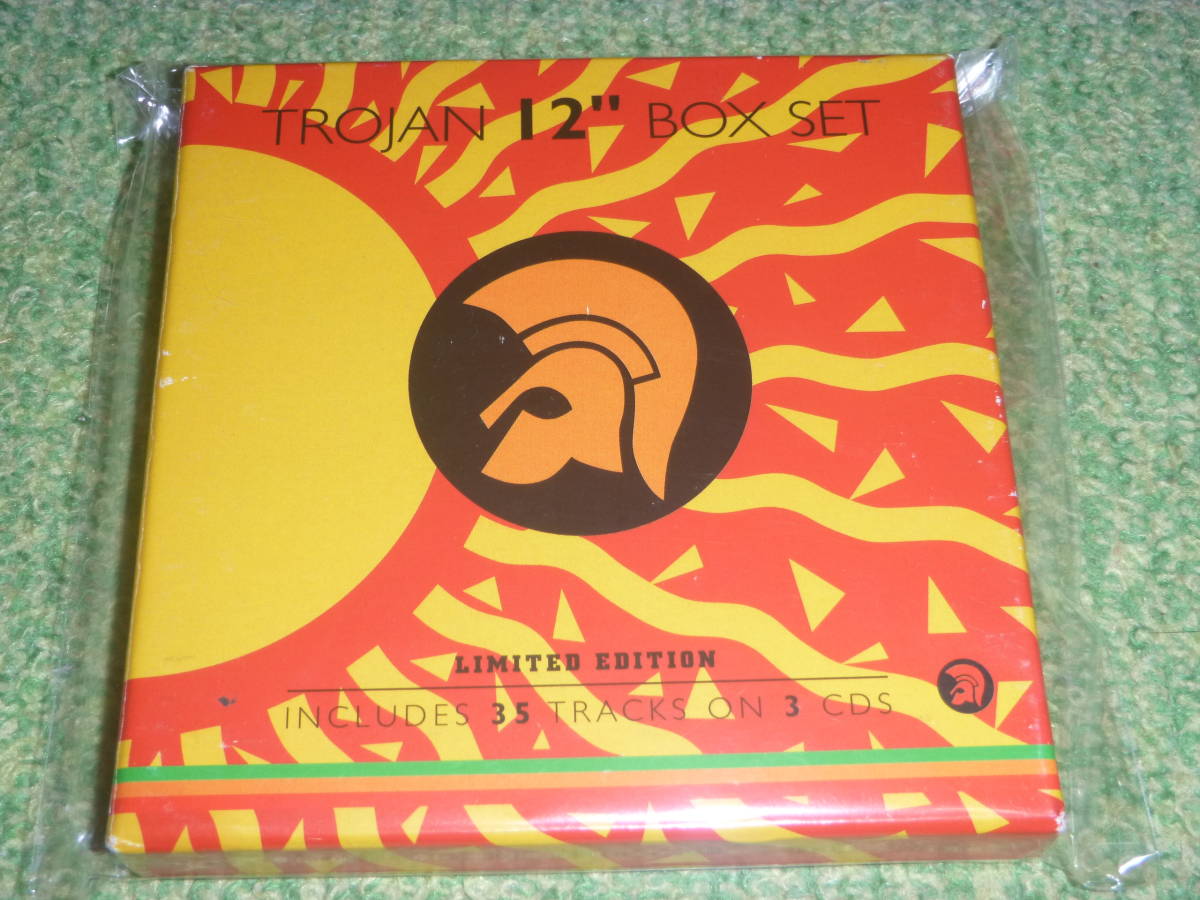 TROJAN 12" BOX SET
LIMITED EDITION
INCLUDES 35 TRACKS ON 3 CDS